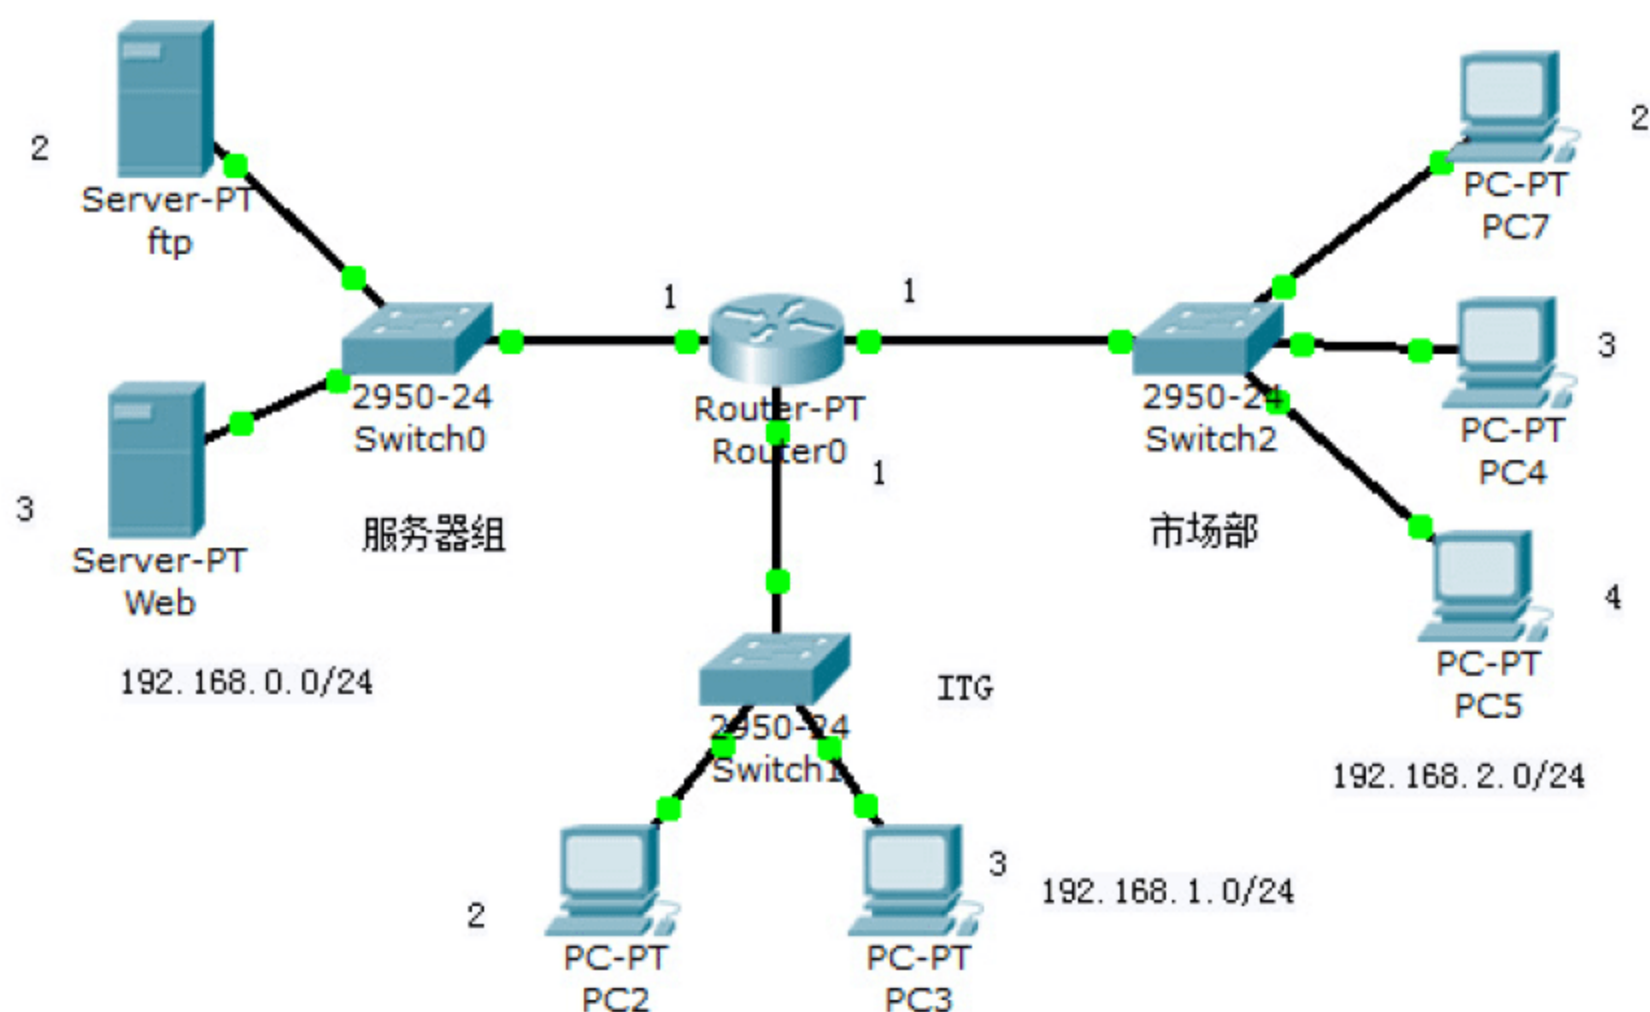 2
Server-PT
ftp
3
Server-PT
Web
192.168.0.0/24
2950-24
Switch0
服务器组
1
1
Router-PT
Router0
1
2950-24
Switch2
市场部
2
PC-PT
PC7
3
PC-PT
PC4
4
PC-PT
PC5
192.168.2.0/24
2950-24
Switch1
ITG
2
PC-PT
PC2
3
PC-PT
PC3
192.168.1.0/24